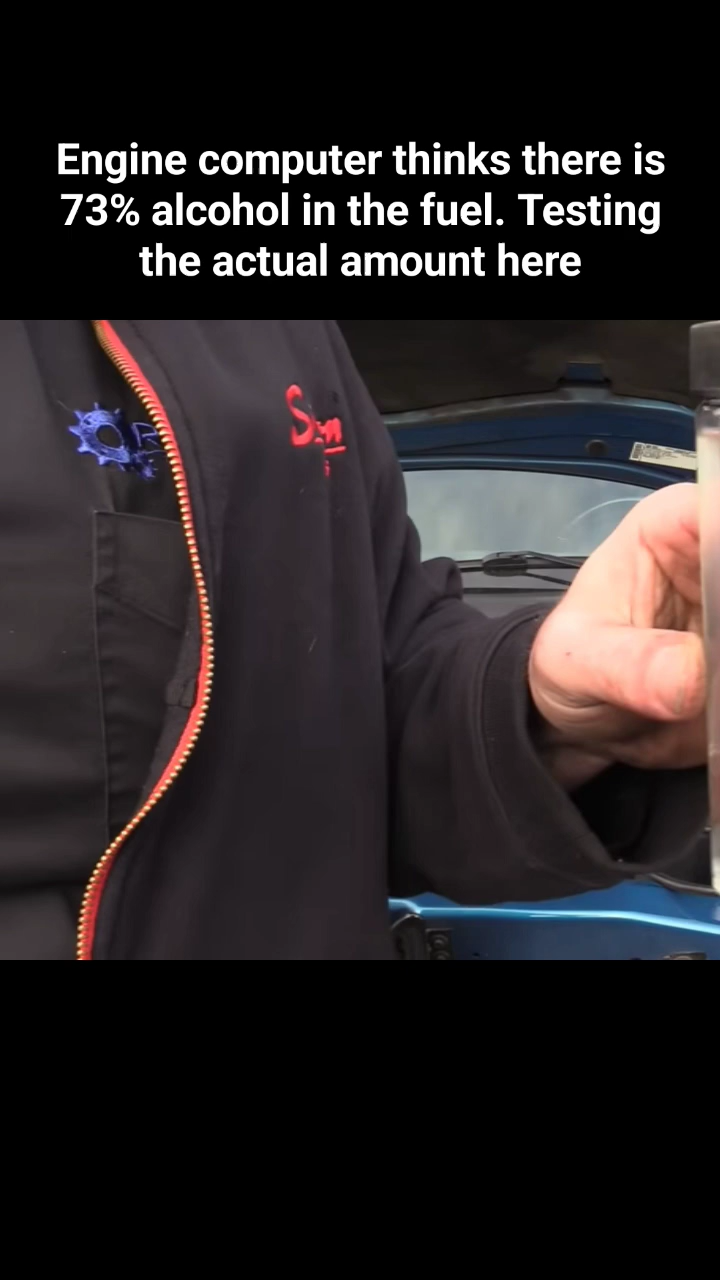 Engine computer thinks there is
73% alcohol in the fuel. Testing
the actual amount here